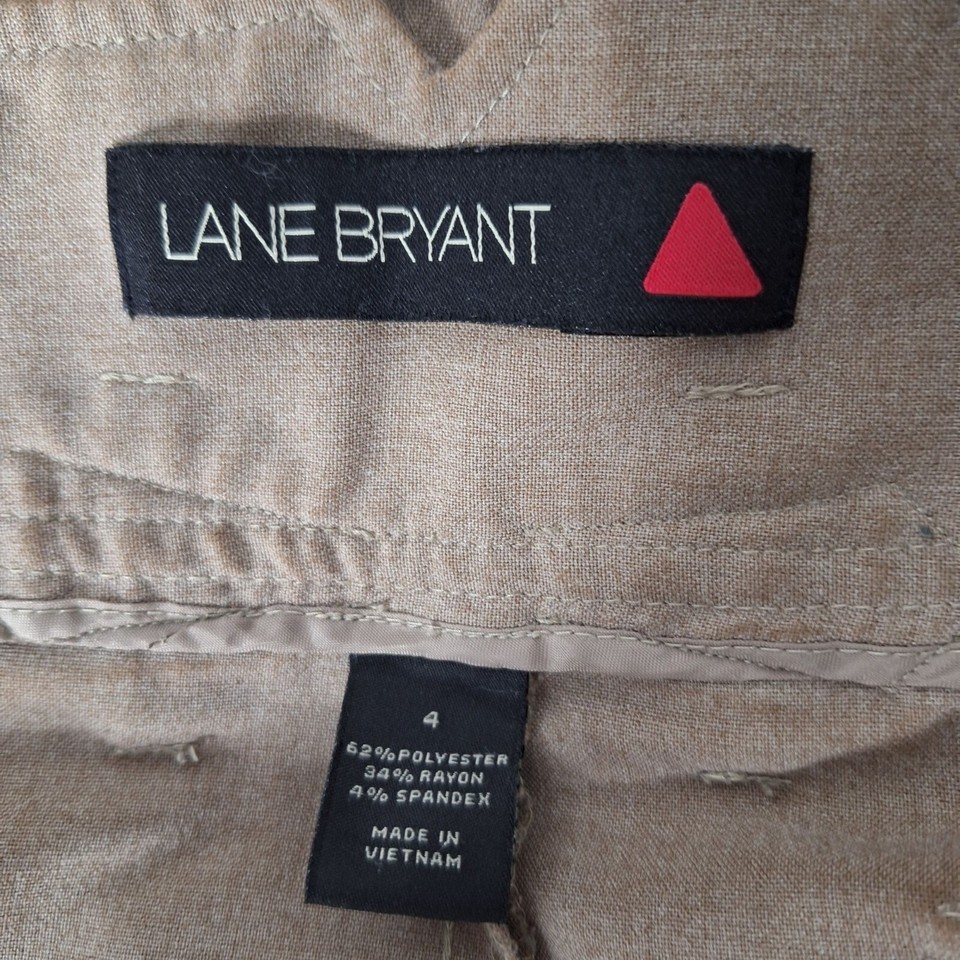 LANE BRYANT
4
62% POLYESTER
34% RAYON
4% SPANDEX
MADE IN
VIETNAM